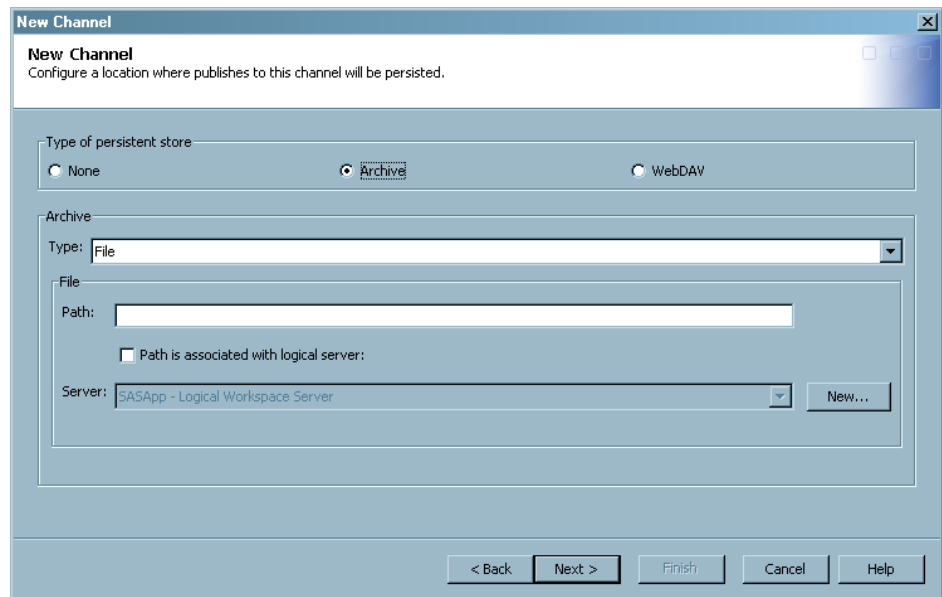 New Channel
New Channel
Configure a location where publishes to this channel will be persisted.
Type of persistent store
None Archive WebDAV
Archive
Type: File
File
Path:
Path is associated with logical server:
Server: SASApp - Logical Workspace Server New...
< Back Next > Finish Cancel Help